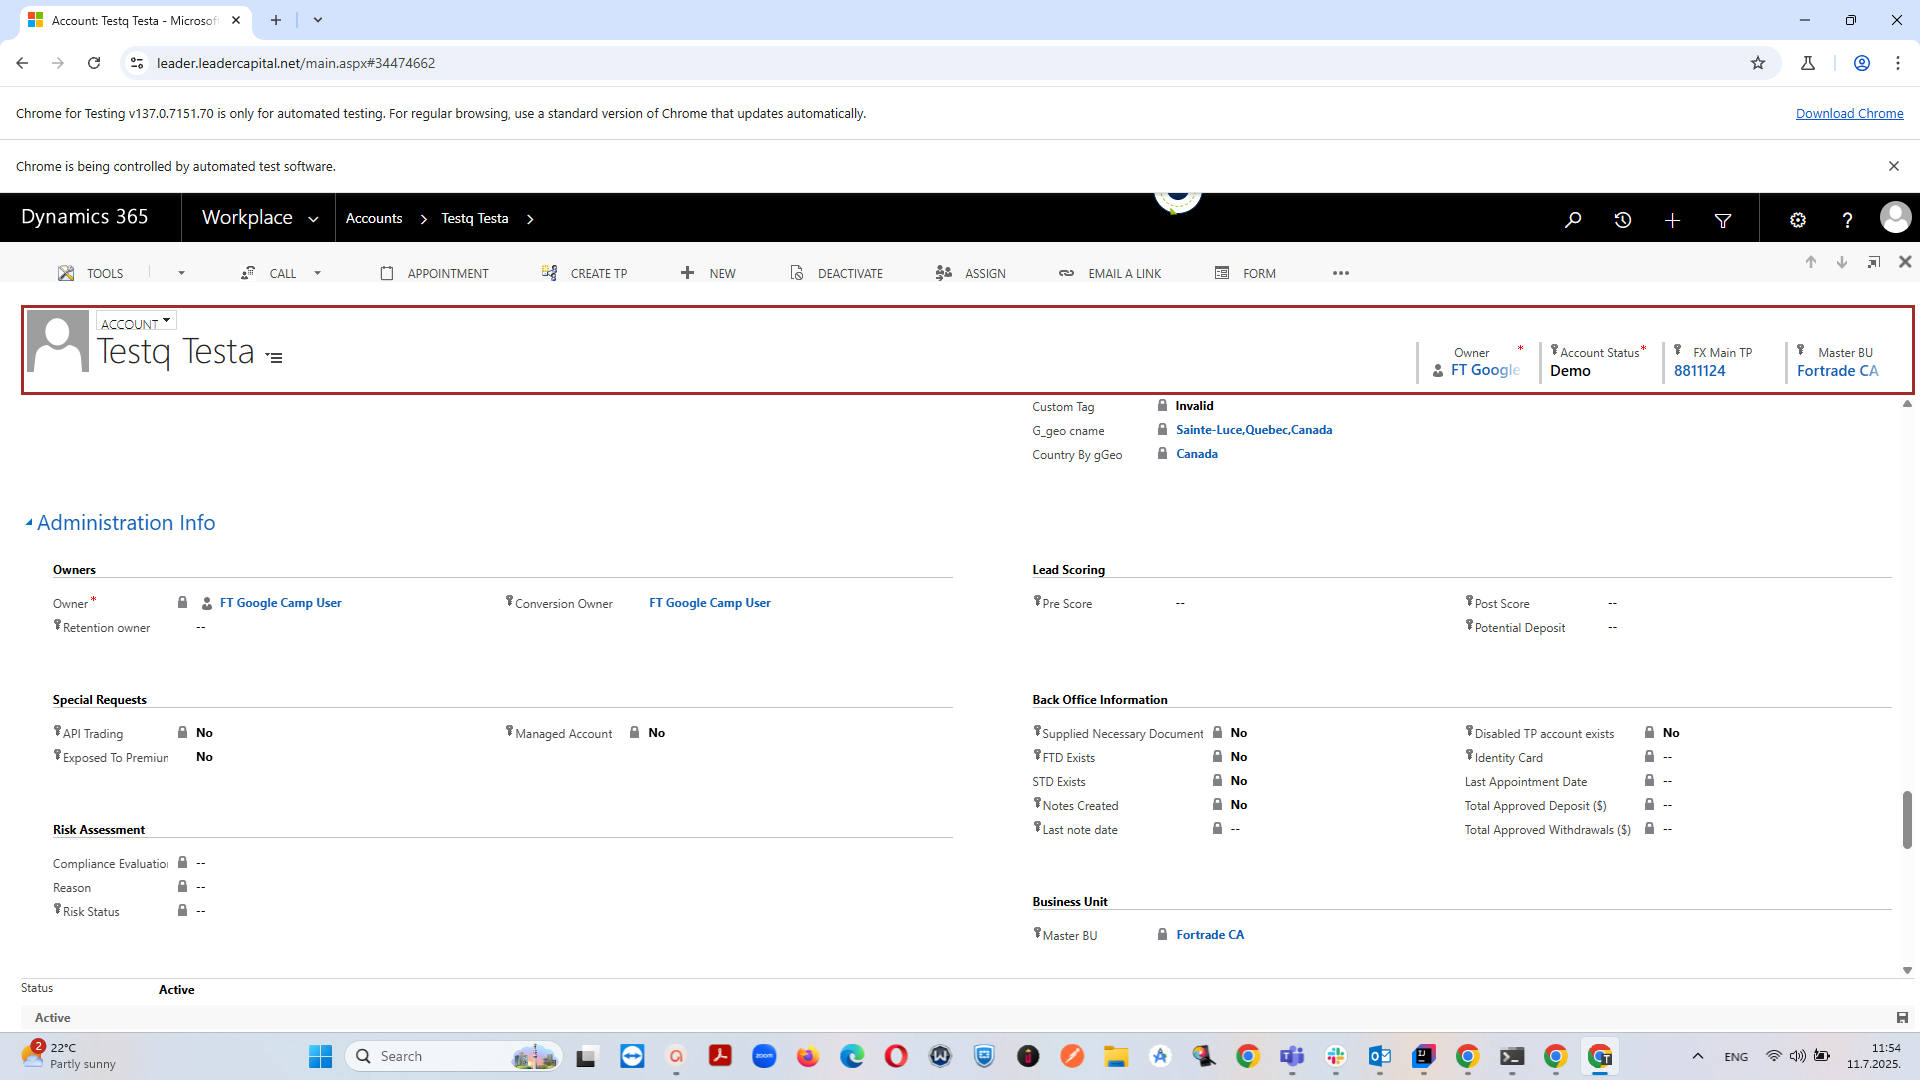 Account: Testq Testa - Microsof
leader.leadercapital.net/main.aspx#34474662
Chrome for Testing v137.0.7151.70 is only for automated testing. For regular browsing, use a standard version of Chrome that updates automatically.
Download Chrome
Chrome is being controlled by automated test software.
Dynamics 365
Workplace
Accounts
Testq Testa
TOOLS
CALL
APPOINTMENT
CREATE TP
NEW
DEACTIVATE
ASSIGN
EMAIL A LINK
FORM
ACCOUNT
Testq Testa
Owner *
FT Google
Account Status *
Demo
FX Main TP
8811124
Master BU
Fortrade CA
Custom Tag Invalid
G_geo cname Sainte-Luce,Quebec,Canada
Country By gGeo Canada
Administration Info
Owners
Owner * FT Google Camp User
Conversion Owner FT Google Camp User
Retention owner --
Lead Scoring
Pre Score --
Post Score --
Potential Deposit --
Special Requests
API Trading No
Managed Account No
Exposed To Premiun No
Back Office Information
Supplied Necessary Document No
Disabled TP account exists No
FTD Exists No
Identity Card --
STD Exists No
Last Appointment Date --
Notes Created No
Total Approved Deposit ($) --
Last note date --
Total Approved Withdrawals ($) --
Risk Assessment
Compliance Evaluation --
Reason --
Risk Status --
Business Unit
Master BU Fortrade CA
Status Active
Active
2
22°C
Partly sunny
Search
zoom
ENG
11:54
11.7.2025.